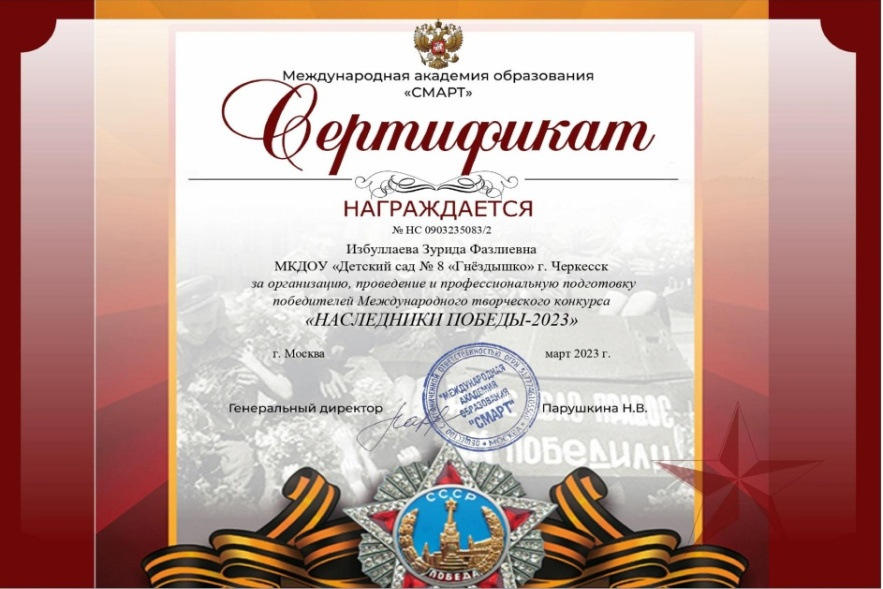 Международная академия образования
«СМАРТ»
Сертификат
НАГРАЖДАЕТСЯ
№ НС 0903235083/2
Избуллаева Зурида Фазлиевна
МКДОУ «Детский сад № 8 «Гнёздышко» г. Черкесск
за организацию, проведение и профессиональную подготовку
победителей Международного творческого конкурса
«НАСЛЕДНИКИ ПОБЕДЫ-2023»
г. Москва
март 2023 г.
"МЕЖДУНАРОДНАЯ
АКАДЕМИЯ
ОБРАЗОВАНИЯ
"СМАРТ"
Генеральный директор
Парушкина Н.В.
ПОБЕДИЛИ
СССР
ПОБЕДА